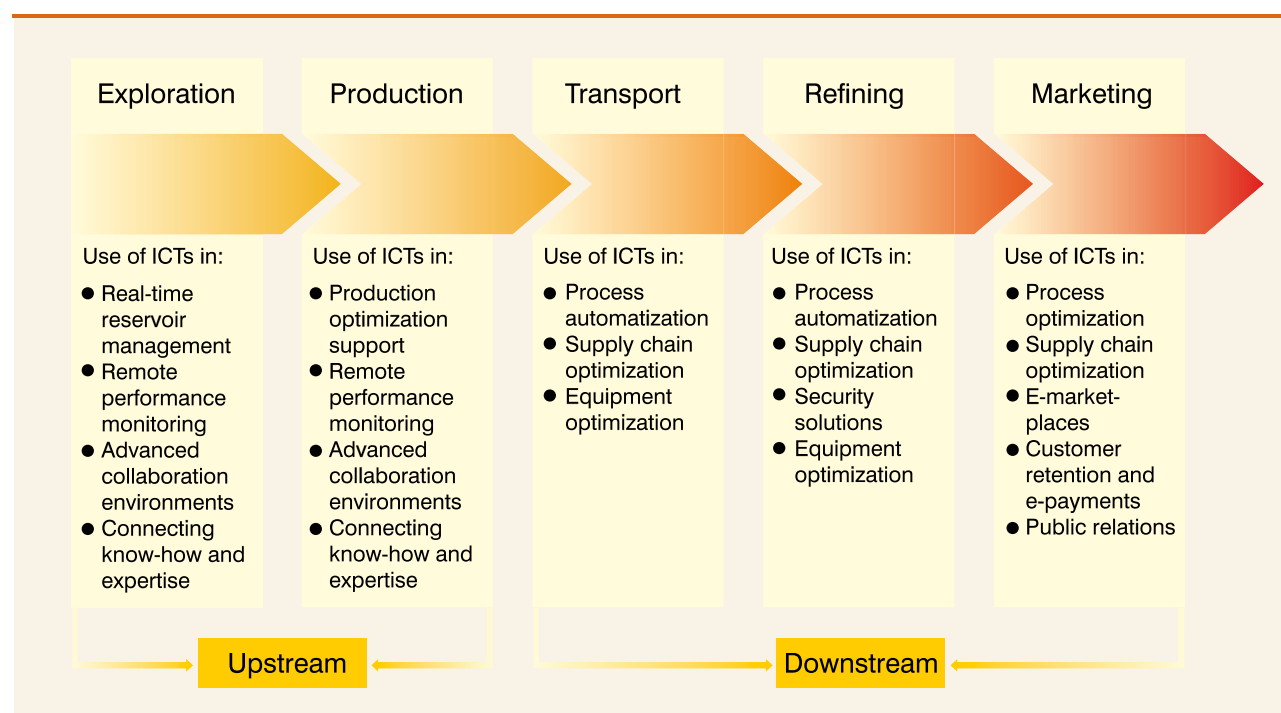 Exploration
Use of ICTs in:
● Real-time
reservoir
management
● Remote
performance
monitoring
● Advanced
collaboration
environments
● Connecting
know-how and
expertise
Production
Use of ICTs in:
● Production
optimization
support
● Remote
performance
monitoring
● Advanced
collaboration
environments
● Connecting
know-how and
expertise
Transport
Use of ICTs in:
● Process
automatization
● Supply chain
optimization
● Equipment
optimization
Refining
Use of ICTs in:
● Process
automatization
● Supply chain
optimization
● Security
solutions
● Equipment
optimization
Marketing
Use of ICTs in:
● Process
optimization
● Supply chain
optimization
● E-market-
places
● Customer
retention and
e-payments
● Public relations
Upstream
Downstream